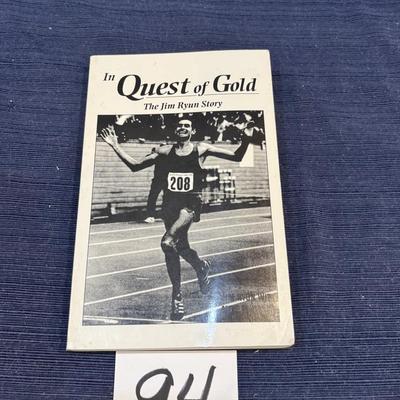 In Quest of Gold
The Jim Ryun Story
208
94